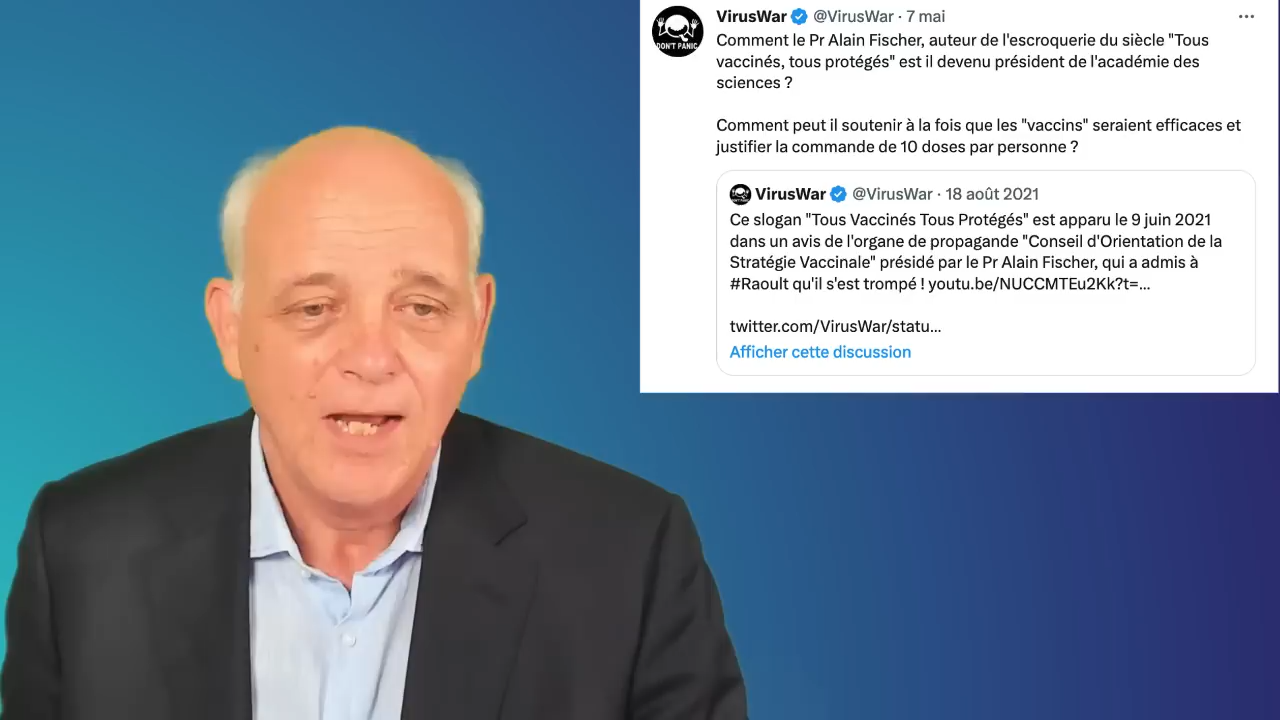 VirusWar @VirusWar · 7 mai
Comment le Pr Alain Fischer, auteur de l'escroquerie du siècle "Tous
vaccinés, tous protégés" est il devenu président de l'académie des
sciences ?
Comment peut il soutenir à la fois que les "vaccins" seraient efficaces et
justifier la commande de 10 doses par personne ?
VirusWar @VirusWar · 18 août 2021
Ce slogan "Tous Vaccinés Tous Protégés" est apparu le 9 juin 2021
dans un avis de l'organe de propagande "Conseil d'Orientation de la
Stratégie Vaccinale" présidé par le Pr Alain Fischer, qui a admis à
#Raoult qu'il s'est trompé ! youtu.be/NUCCMTEu2Kk?t=...
twitter.com/VirusWar/statu...
Afficher cette discussion
DON'T PANIC